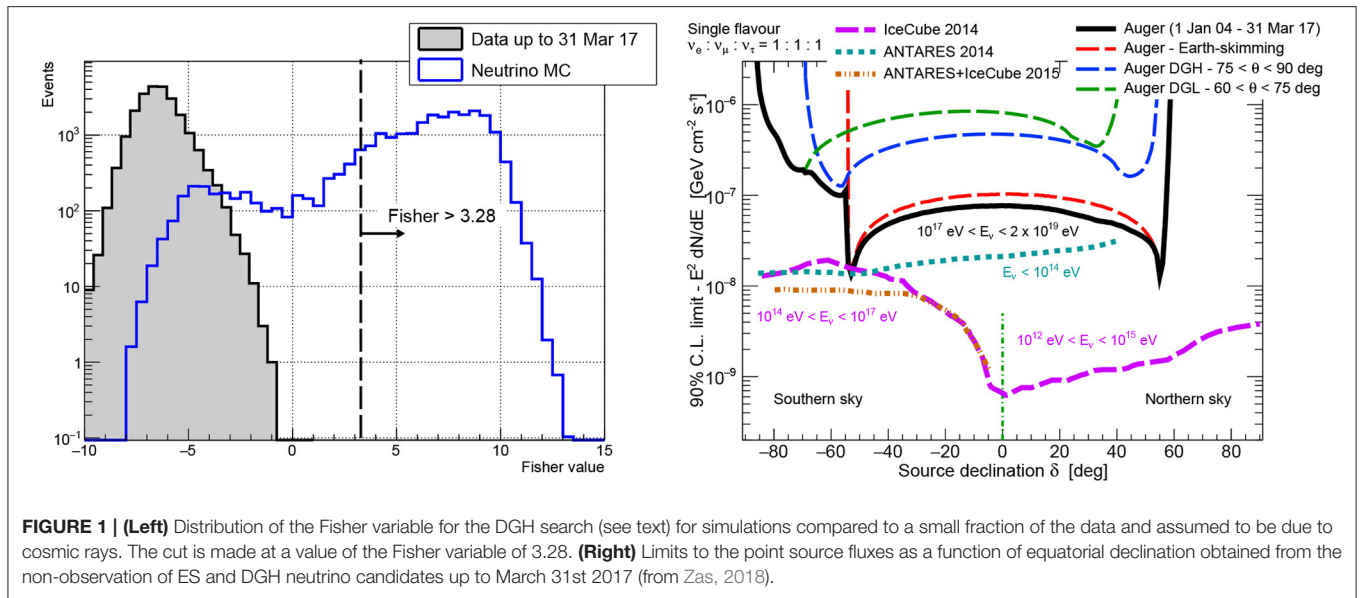 Data up to 31 Mar 17
Neutrino MC
Events
10³
10²
10
1
10⁻¹
Fisher > 3.28
−10
−5
0
5
10
15
Fisher value
Single flavour
νₑ : ν_μ : ν_τ = 1 : 1 : 1
IceCube 2014
ANTARES 2014
ANTARES+IceCube 2015
Auger (1 Jan 04 - 31 Mar 17)
Auger - Earth-skimming
Auger DGH - 75 < θ < 90 deg
Auger DGL - 60 < θ < 75 deg
90% C.L. limit - E² dN/dE [GeV cm⁻² s⁻¹]
10⁻⁶
10⁻⁷
10⁻⁸
10⁻⁹
10¹⁷ eV < E_ν < 2 x 10¹⁹ eV
E_ν < 10¹⁴ eV
10¹⁴ eV < E_ν < 10¹⁷ eV
10¹² eV < E_ν < 10¹⁵ eV
Southern sky
Northern sky
−80
−60
−40
−20
0
20
40
60
80
Source declination δ [deg]
FIGURE 1 | (Left) Distribution of the Fisher variable for the DGH search (see text) for simulations compared to a small fraction of the data and assumed to be due to
cosmic rays. The cut is made at a value of the Fisher variable of 3.28. (Right) Limits to the point source fluxes as a function of equatorial declination obtained from the
non-observation of ES and DGH neutrino candidates up to March 31st 2017 (from Zas, 2018).